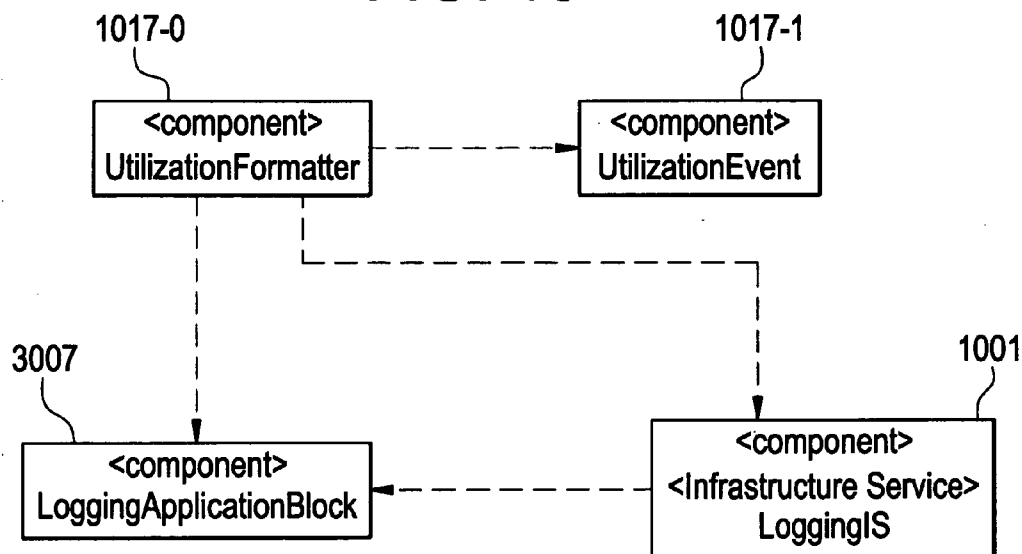 1017-0
1017-1
<component>
UtilizationFormatter
<component>
UtilizationEvent
3007
1001
<component>
LoggingApplicationBlock
<component>
<Infrastructure Service>
LoggingIS